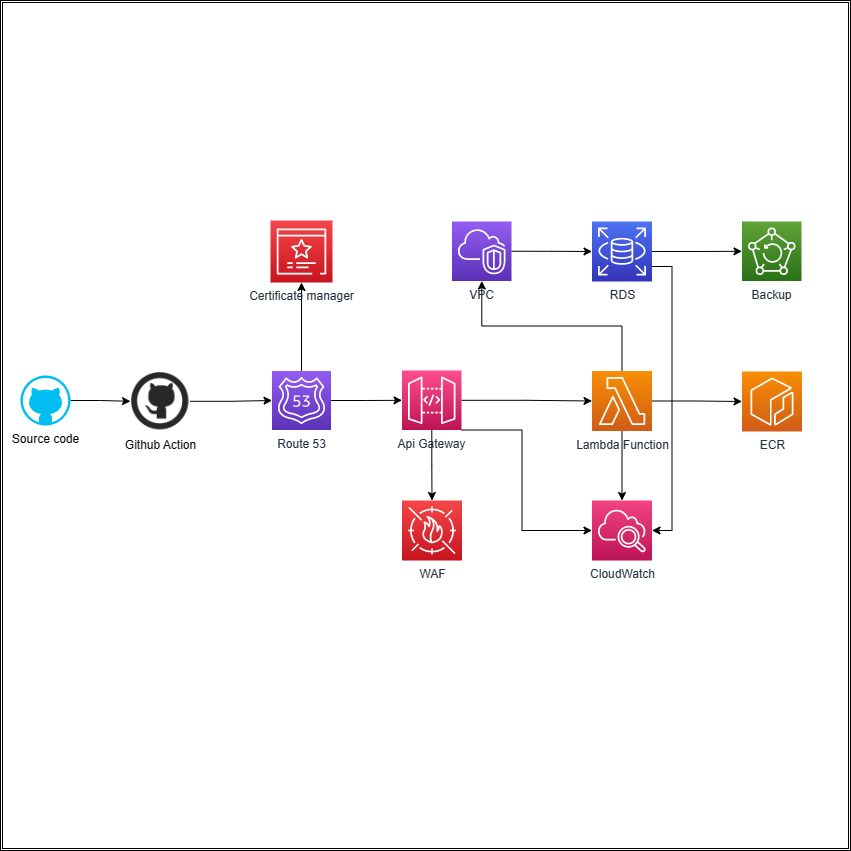 Certificate manager
VPC
RDS
Backup
Source code
Github Action
53
Route 53
</>
Api Gateway
Lambda Function
ECR
WAF
CloudWatch